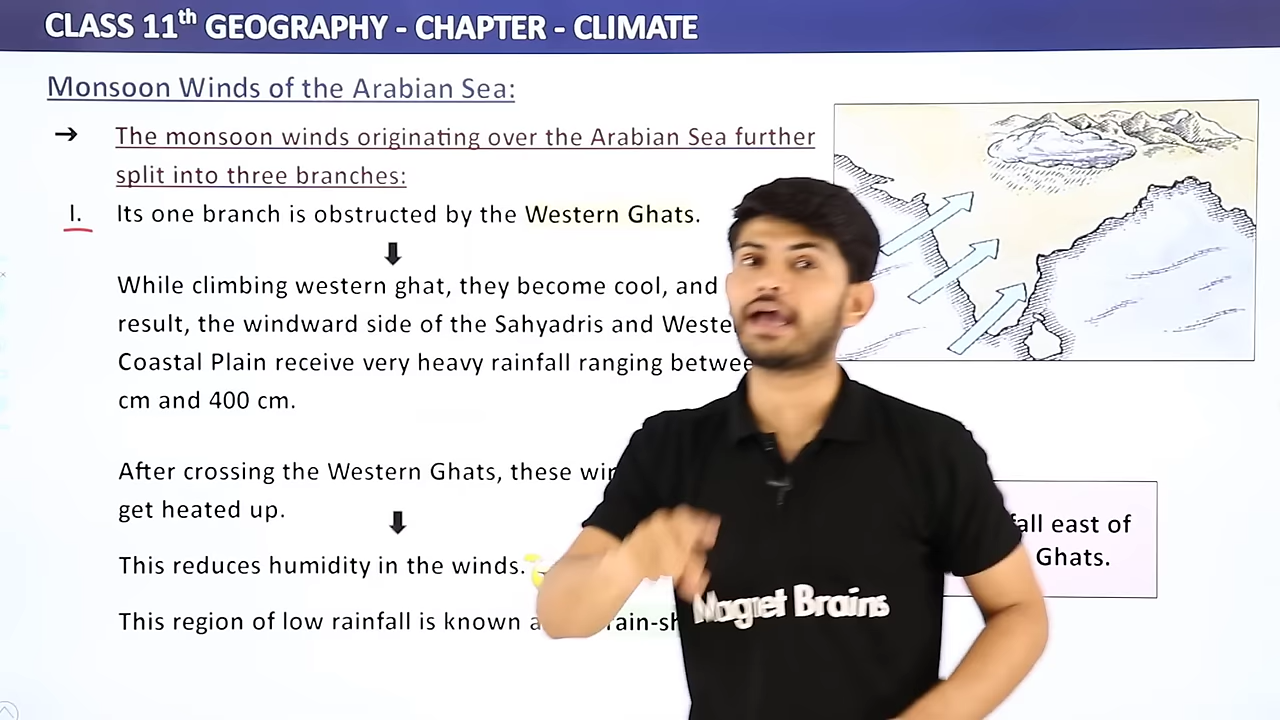 CLASS 11th GEOGRAPHY - CHAPTER - CLIMATE
Monsoon Winds of the Arabian Sea:
→ The monsoon winds originating over the Arabian Sea further
split into three branches:
I. Its one branch is obstructed by the Western Ghats.
While climbing western ghat, they become cool, and
result, the windward side of the Sahyadris and
Coastal Plain receive very heavy rainfall ranging
cm and 400 cm.
After crossing the Western Ghats, these
get heated up.
east of
This reduces humidity in the winds.
Ghats.
This region of low rainfall is known
Magnet Brains